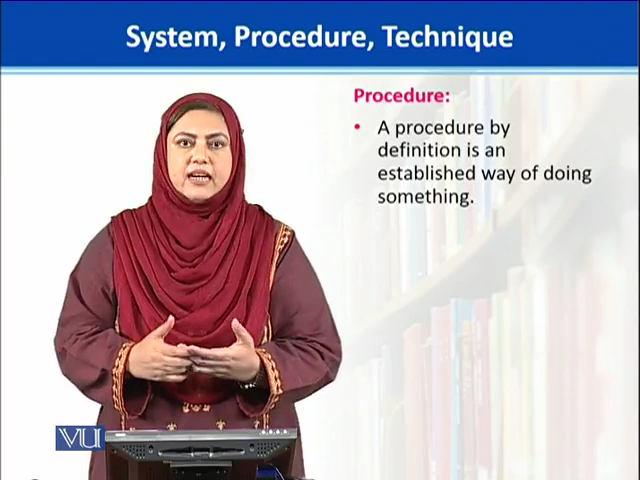 System, Procedure, Technique
Procedure:
• A procedure by
definition is an
established way of doing
something.
VU